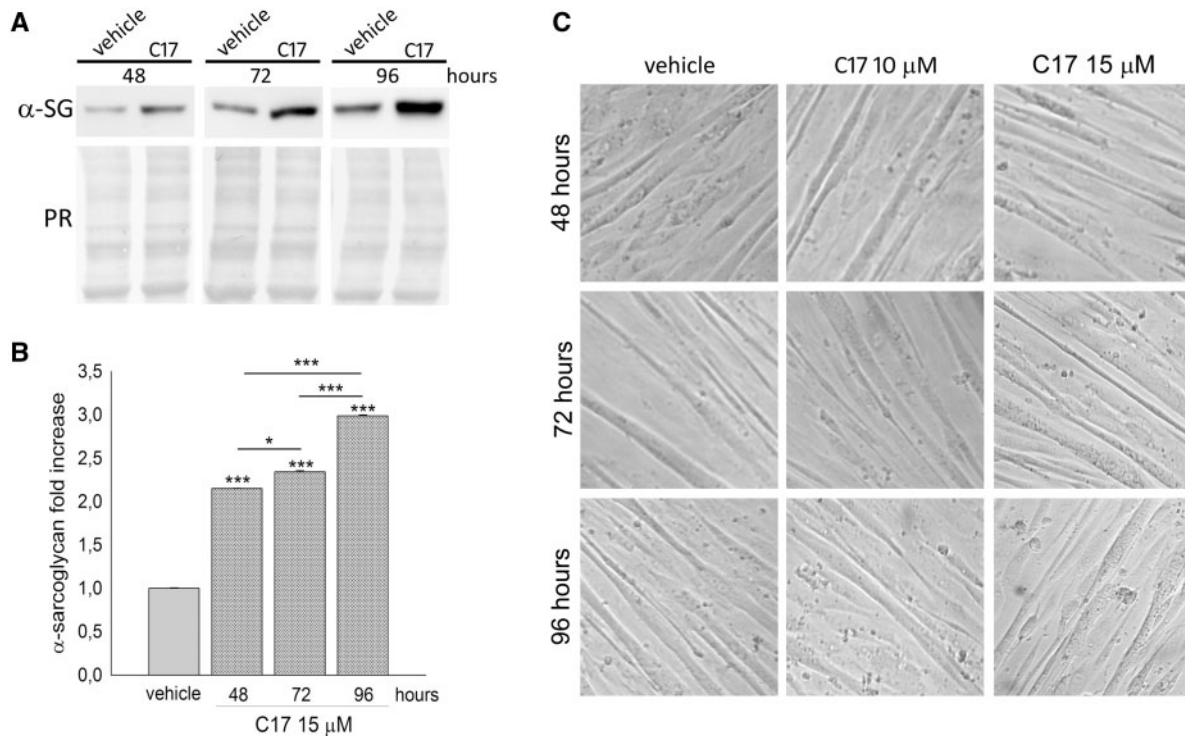 A
vehicle C17 vehicle C17 vehicle C17
48 72 96 hours
α-SG
PR
B
***
***
***
*
***
***
3,5
3,0
2,5
2,0
1,5
1,0
0,5
0,0
α-sarcoglycan fold increase
vehicle 48 72 96 hours
C17 15 μM
C
vehicle C17 10 μM C17 15 μM
48 hours
72 hours
96 hours